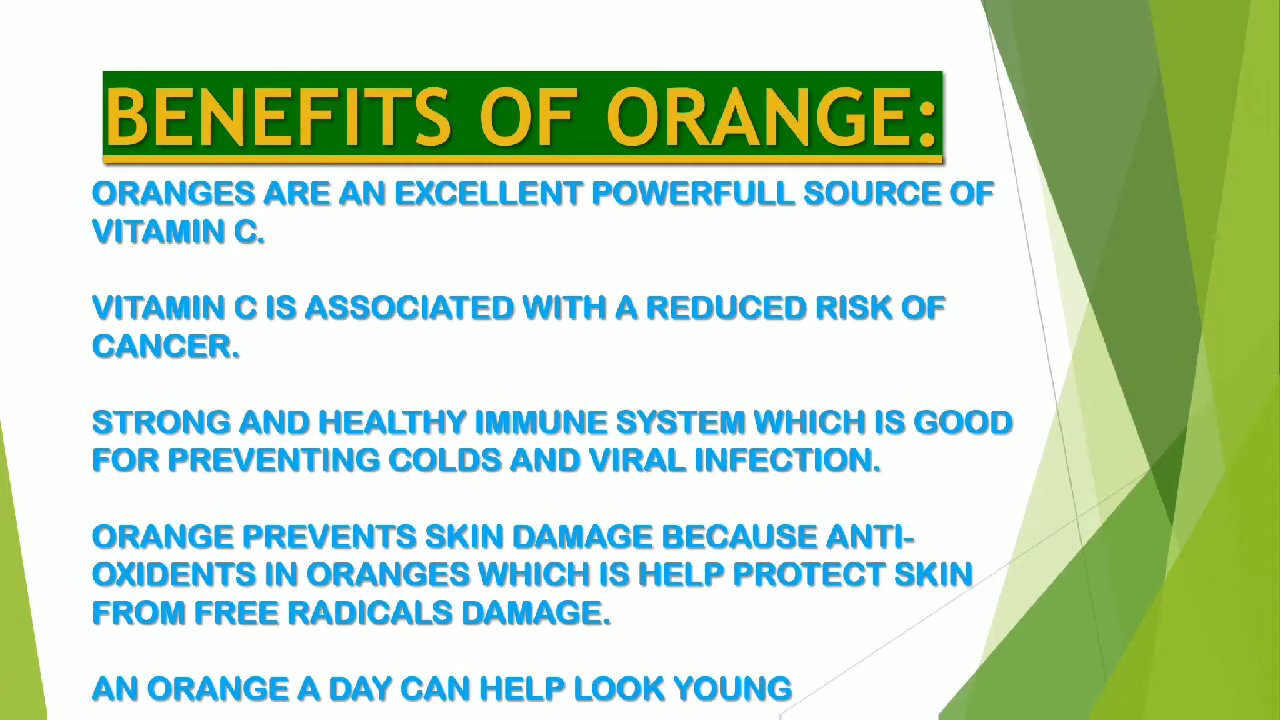 BENEFITS OF ORANGE:
ORANGES ARE AN EXCELLENT POWERFULL SOURCE OF
VITAMIN C.
VITAMIN C IS ASSOCIATED WITH A REDUCED RISK OF
CANCER.
STRONG AND HEALTHY IMMUNE SYSTEM WHICH IS GOOD
FOR PREVENTING COLDS AND VIRAL INFECTION.
ORANGE PREVENTS SKIN DAMAGE BECAUSE ANTI-
OXIDENTS IN ORANGES WHICH IS HELP PROTECT SKIN
FROM FREE RADICALS DAMAGE.
AN ORANGE A DAY CAN HELP LOOK YOUNG